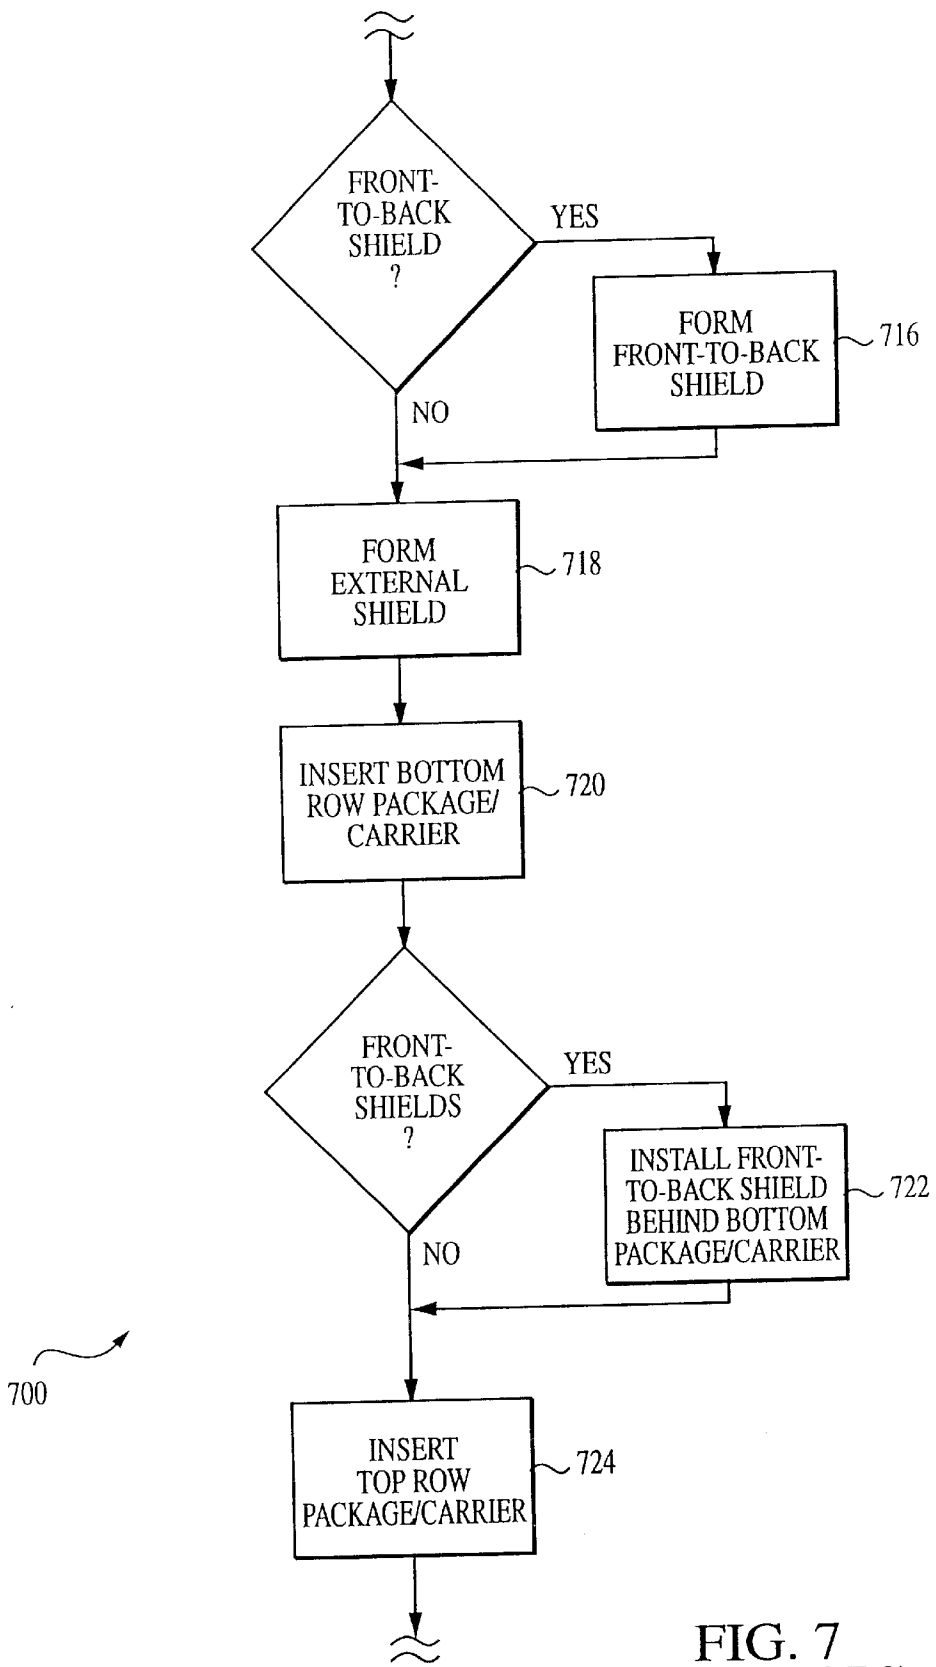 FRONT-
TO-BACK
SHIELD
?
YES
NO
FORM
FRONT-TO-BACK
SHIELD
716
FORM
EXTERNAL
SHIELD
718
INSERT BOTTOM
ROW PACKAGE/
CARRIER
720
FRONT-
TO-BACK
SHIELDS
?
YES
NO
INSTALL FRONT-
TO-BACK SHIELD
BEHIND BOTTOM
PACKAGE/CARRIER
722
700
INSERT
TOP ROW
PACKAGE/CARRIER
724
FIG. 7